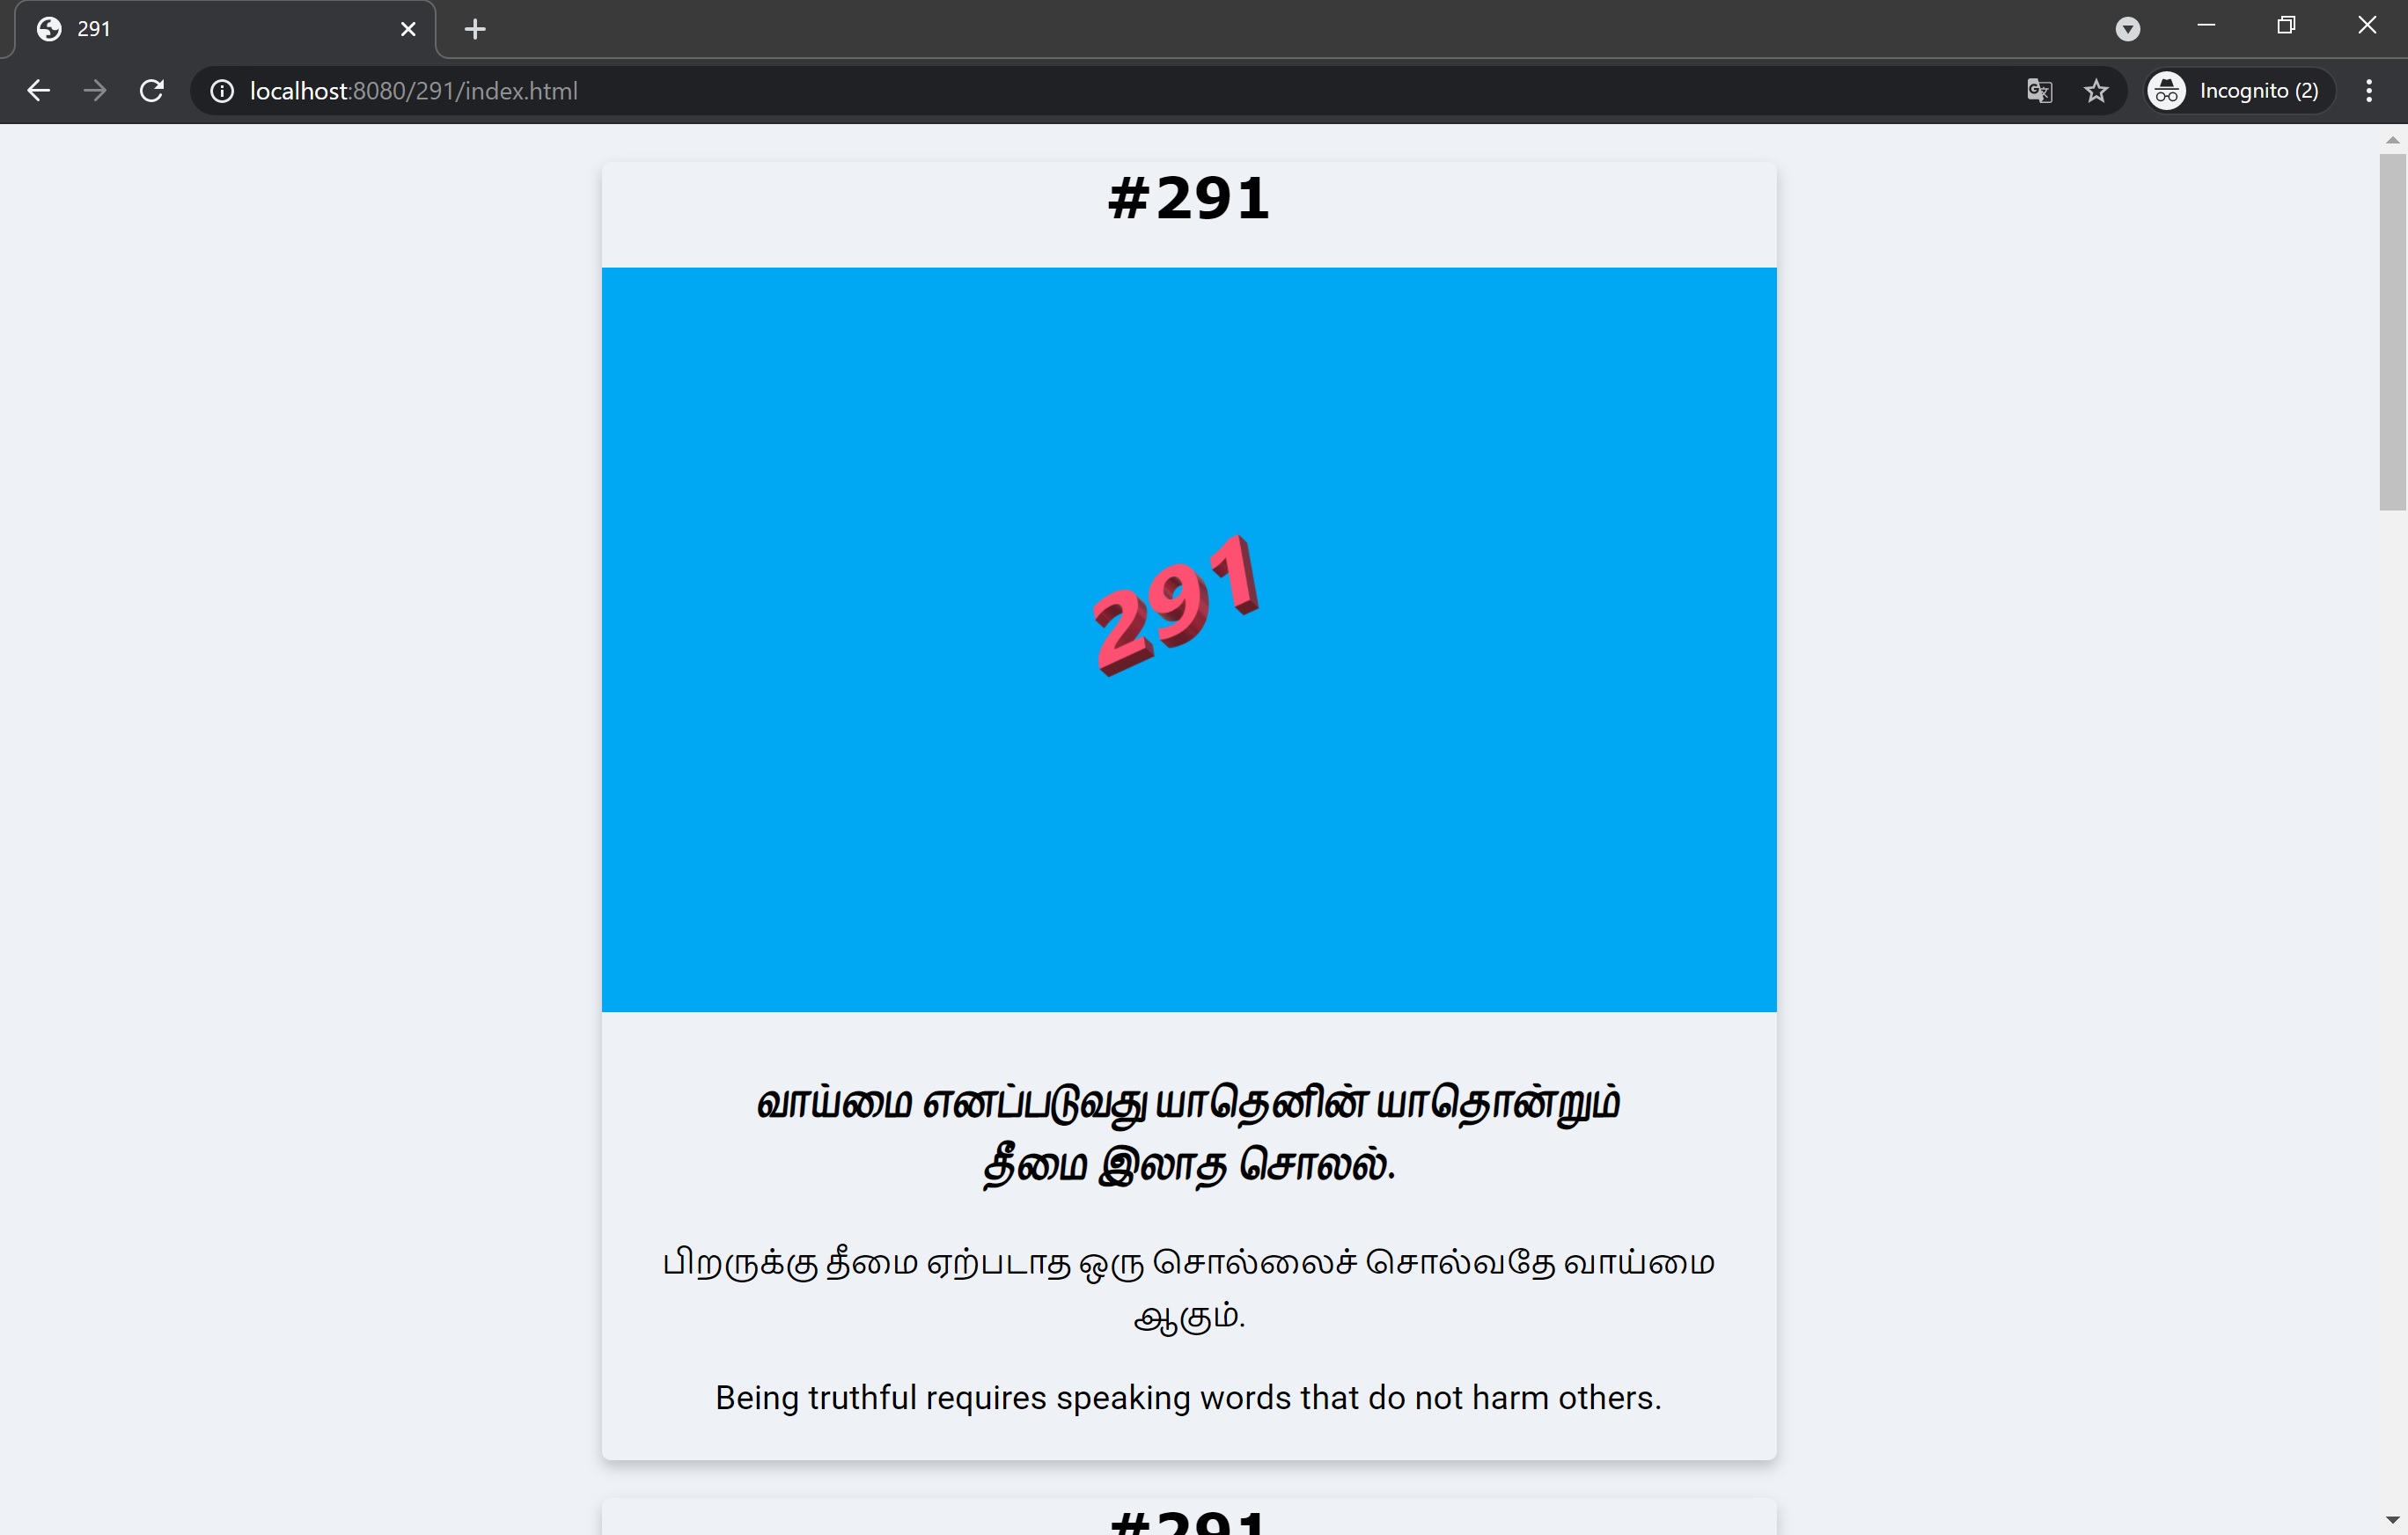 291
localhost:8080/291/index.html
Incognito (2)
#291
291
வாய்மை எனப்படுவது யாதெனின் யாதொன்றும்
தீமை இலாத சொலல்.
பிறருக்கு தீமை ஏற்படாத ஒரு சொல்லைச் சொல்வதே வாய்மை
ஆகும்.
Being truthful requires speaking words that do not harm others.
#291